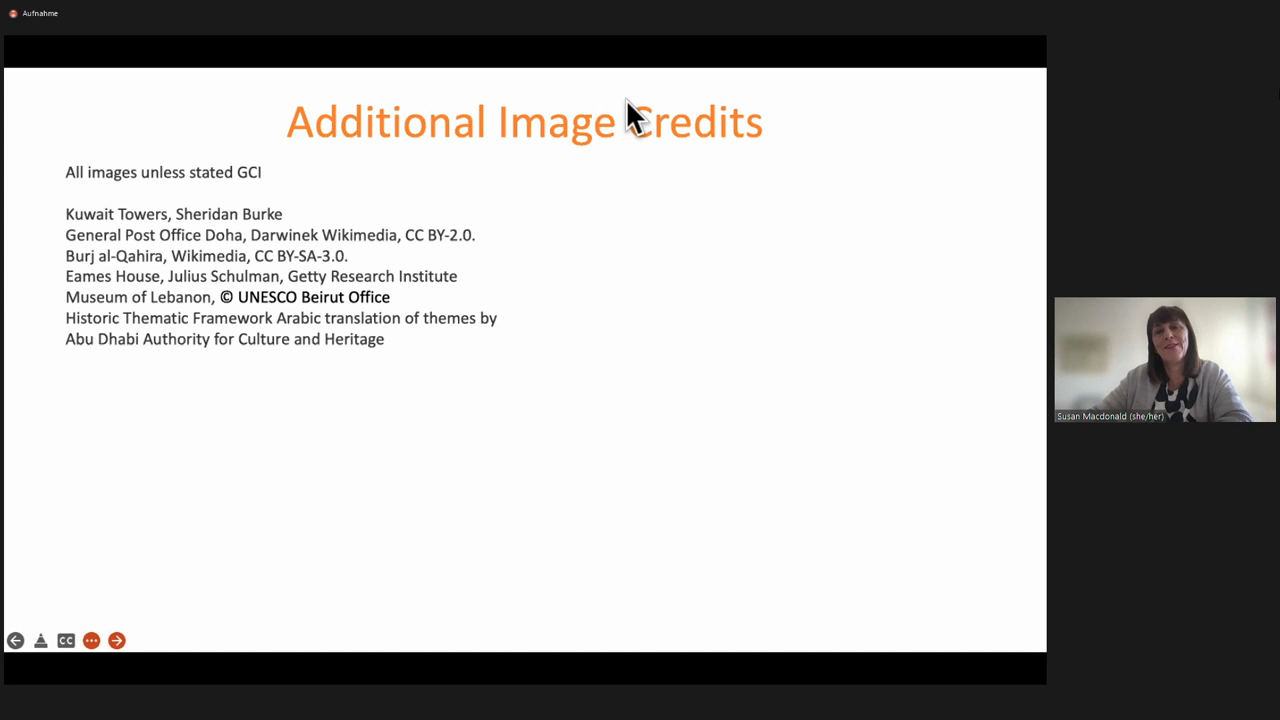 Aufnahme
Additional Image Credits
All images unless stated GCI
Kuwait Towers, Sheridan Burke
General Post Office Doha, Darwinek Wikimedia, CC BY-2.0.
Burj al-Qahira, Wikimedia, CC BY-SA-3.0.
Eames House, Julius Schulman, Getty Research Institute
Museum of Lebanon, © UNESCO Beirut Office
Historic Thematic Framework Arabic translation of themes by
Abu Dhabi Authority for Culture and Heritage
Susan Macdonald (she/her)
CC